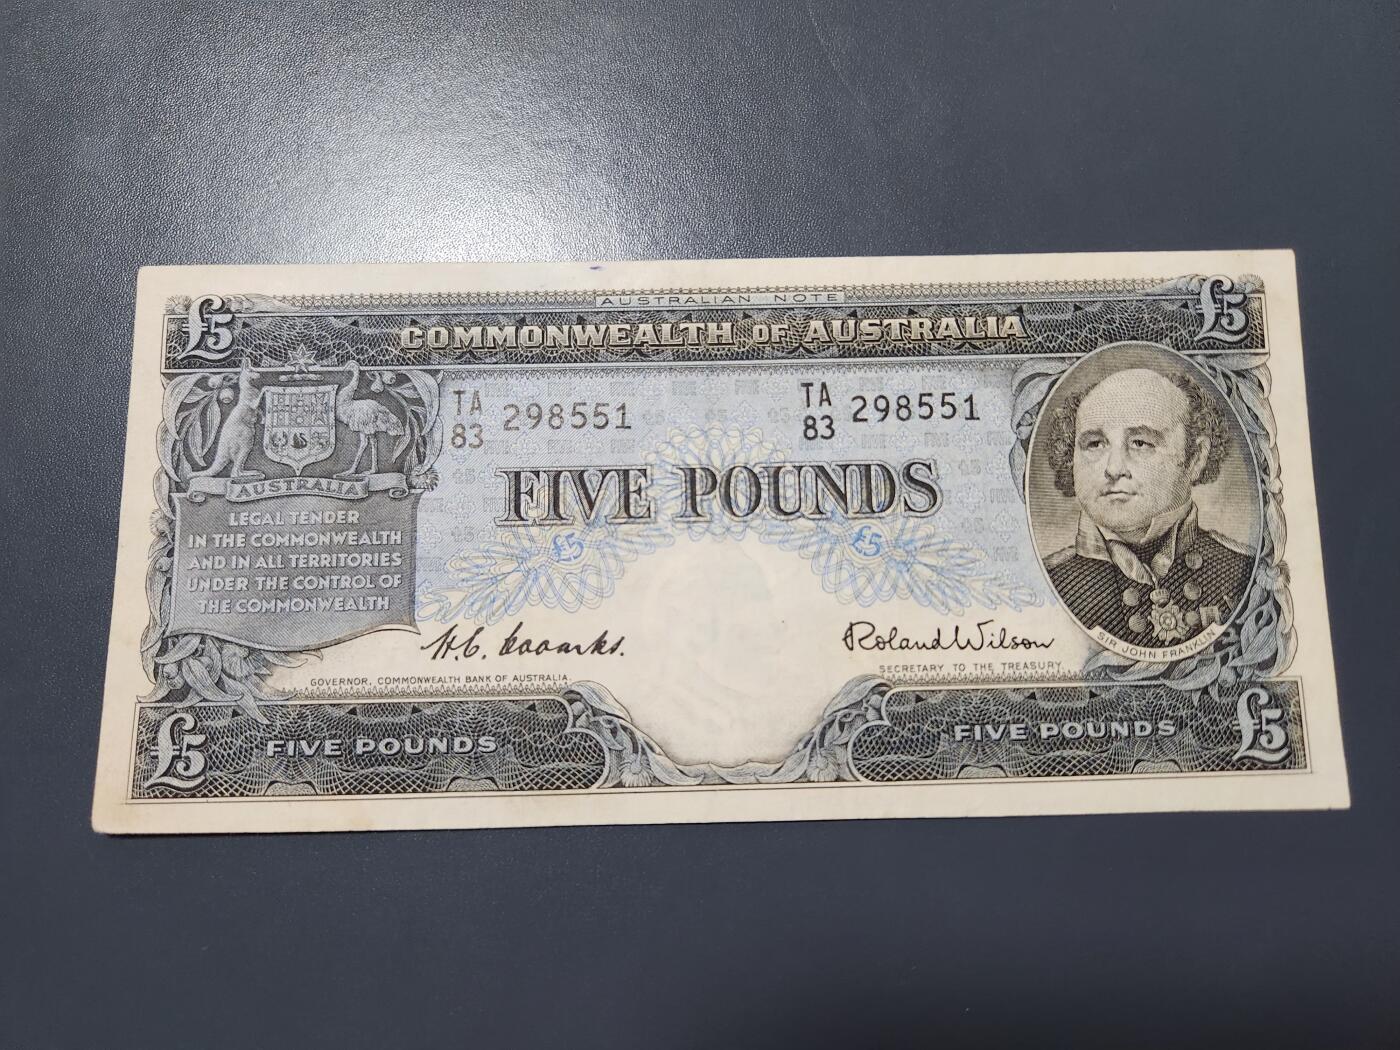 AUSTRALIAN NOTE
£5 COMMONWEALTH OF AUSTRALIA £5
TA 83 298551
TA 83 298551
AUSTRALIA
FIVE POUNDS
LEGAL TENDER
IN THE COMMONWEALTH
AND IN ALL TERRITORIES
UNDER THE CONTROL OF
THE COMMONWEALTH
£5 £5
H.C. Coombs.
GOVERNOR, COMMONWEALTH BANK OF AUSTRALIA.
Roland Wilson
SECRETARY TO THE TREASURY.
SIR JOHN FRANKLIN
£5 FIVE POUNDS
FIVE POUNDS £5